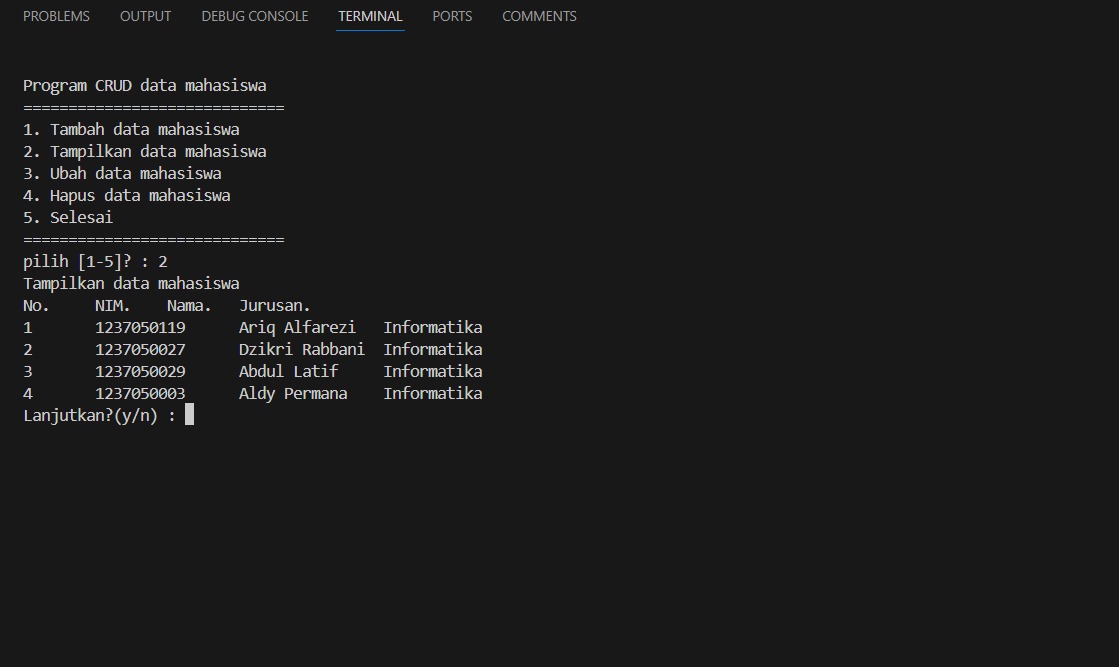 PROBLEMS OUTPUT DEBUG CONSOLE TERMINAL PORTS COMMENTS
Program CRUD data mahasiswa
=============================
1. Tambah data mahasiswa
2. Tampilkan data mahasiswa
3. Ubah data mahasiswa
4. Hapus data mahasiswa
5. Selesai
=============================
pilih [1-5]? : 2
Tampilkan data mahasiswa
No. NIM. Nama. Jurusan.
1 1237050119 Ariq Alfarezi Informatika
2 1237050027 Dzikri Rabbani Informatika
3 1237050029 Abdul Latif Informatika
4 1237050003 Aldy Permana Informatika
Lanjutkan?(y/n) :